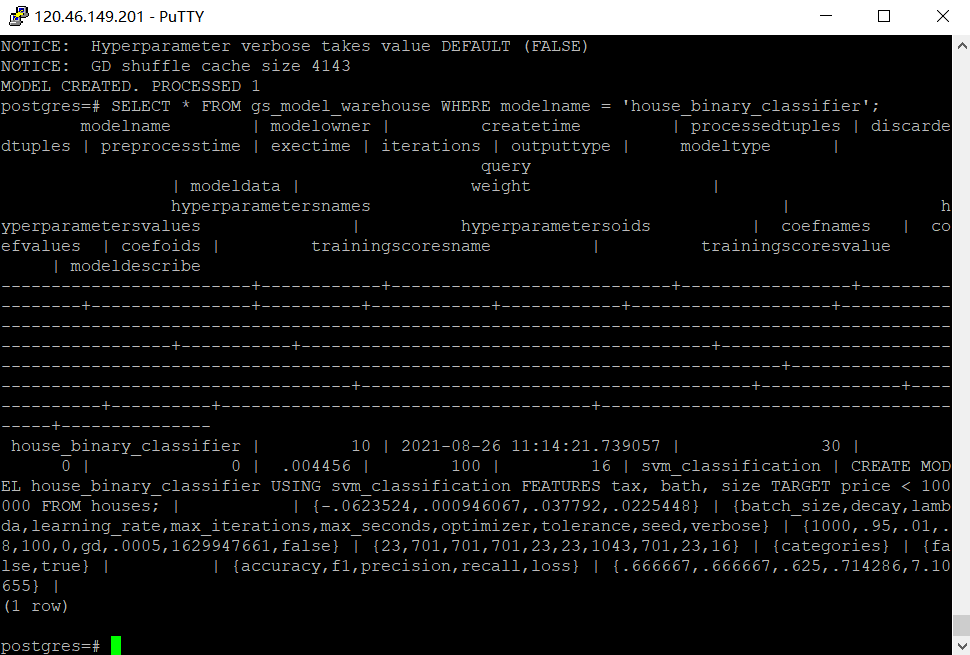 120.46.149.201 - PuTTY
NOTICE:  Hyperparameter verbose takes value DEFAULT (FALSE)
NOTICE:  GD shuffle cache size 4143
MODEL CREATED. PROCESSED 1
postgres=# SELECT * FROM gs_model_warehouse WHERE modelname = 'house_binary_classifier';
        modelname         | modelowner |         createtime         | processedtuples | discarde
dtuples | preprocesstime | exectime | iterations | outputtype |     modeltype      |
                                                   query
                 | modeldata |                 weight                  |
                 hyperparametersnames                                         |               h
yperparametersvalues               |          hyperparametersoids          |  coefnames   | co
efvalues  | coefoids |         trainingscoresname          |          trainingscoresvalue
     | modeldescribe
-------------------------+------------+----------------------------+-----------------+---------
--------+----------------+----------+------------+------------+--------------------+-----------
-----------------------------------------------------------------------------------------------
-----------------+-----------+-----------------------------------------+-----------------------
------------------------------------------------------------------------------+----------------
-----------------------------------+---------------------------------------+--------------+----
----------+----------+-------------------------------------+-----------------------------------
-----+---------------
 house_binary_classifier |         10 | 2021-08-26 11:14:21.739057 |              30 |
      0 |              0 |  .004456 |        100 |         16 | svm_classification | CREATE MOD
EL house_binary_classifier USING svm_classification FEATURES tax, bath, size TARGET price < 100
000 FROM houses; |           | {-.0623524,.000946067,.037792,.0225448} | {batch_size,decay,lamb
da,learning_rate,max_iterations,max_seconds,optimizer,tolerance,seed,verbose} | {1000,.95,.01,.
8,100,0,gd,.0005,1629947661,false} | {23,701,701,701,23,23,1043,701,23,16} | {categories} | {fa
lse,true} |          | {accuracy,f1,precision,recall,loss} | {.666667,.666667,.625,.714286,7.10
655} |
(1 row)
postgres=#